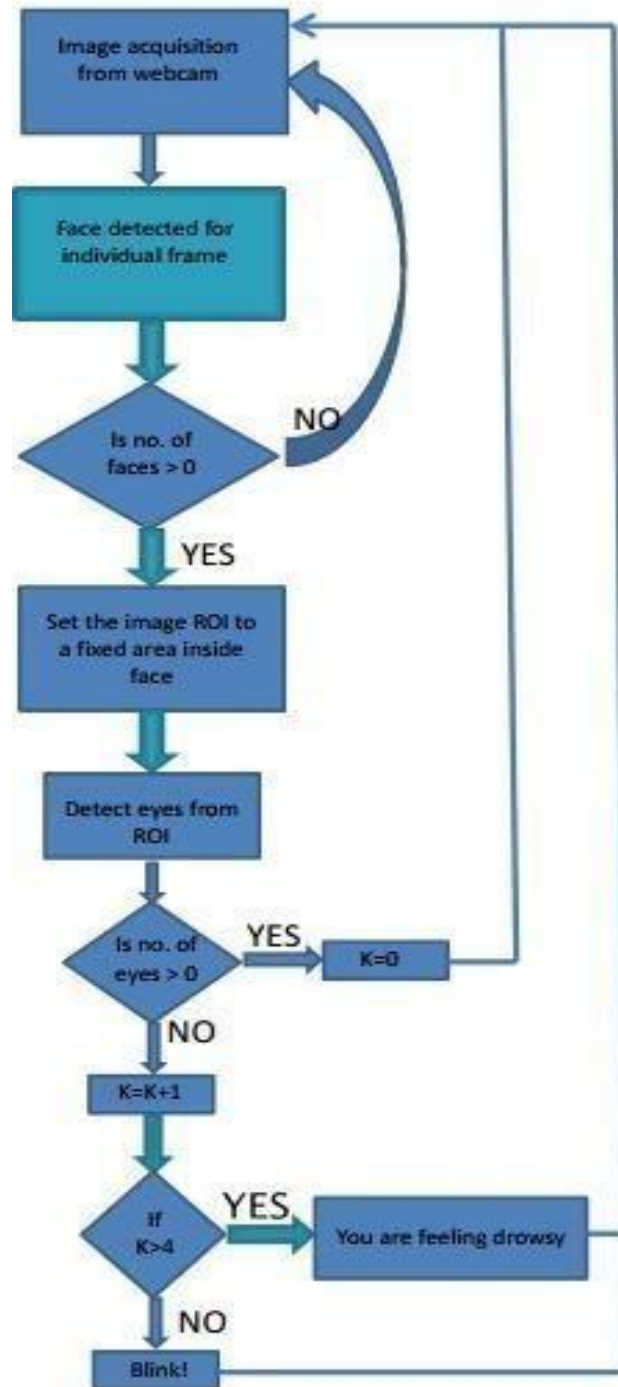 Image acquisition
from webcam
Face detected for
individual frame
Is no. of
faces > 0
NO
YES
Set the image ROI to
a fixed area inside
face
Detect eyes from
ROI
Is no. of
eyes > 0
YES
K=0
NO
K=K+1
If
K>4
YES
You are feeling drowsy
NO
Blink!